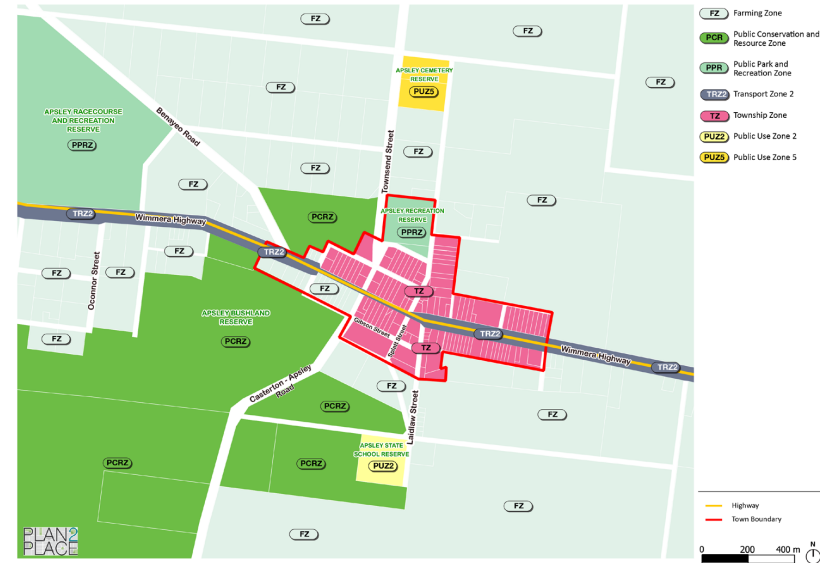 FZ
FZ
FZ
FZ
APSLEY CEMETERY
RESERVE
PUZ5
APSLEY RACECOURSE
AND RECREATION
RESERVE
PPRZ
Benayeo Road
Townsend Street
FZ
FZ
FZ
FZ
PCRZ
APSLEY RECREATION
RESERVE
PPRZ
TRZ2
Wimmera Highway
TRZ2
FZ
FZ
FZ
FZ
Oconnor Street
TZ
APSLEY BUSHLAND
RESERVE
PCRZ
Gibson Street
Splatt Street
TRZ2
TZ
Wimmera Highway
TRZ2
FZ
FZ
Casterton - Apsley
Road
PCRZ
Laidlaw Street
FZ
APSLEY STATE
SCHOOL RESERVE
PUZ2
PCRZ
PCRZ
FZ
FZ
PLAN2
PLACE
FZ Farming Zone
PCR Public Conservation and
Resource Zone
PPR Public Park and
Recreation Zone
TRZ2 Transport Zone 2
TZ Township Zone
PUZ2 Public Use Zone 2
PUZ5 Public Use Zone 5
Highway
Town Boundary
0 200 400 m
N